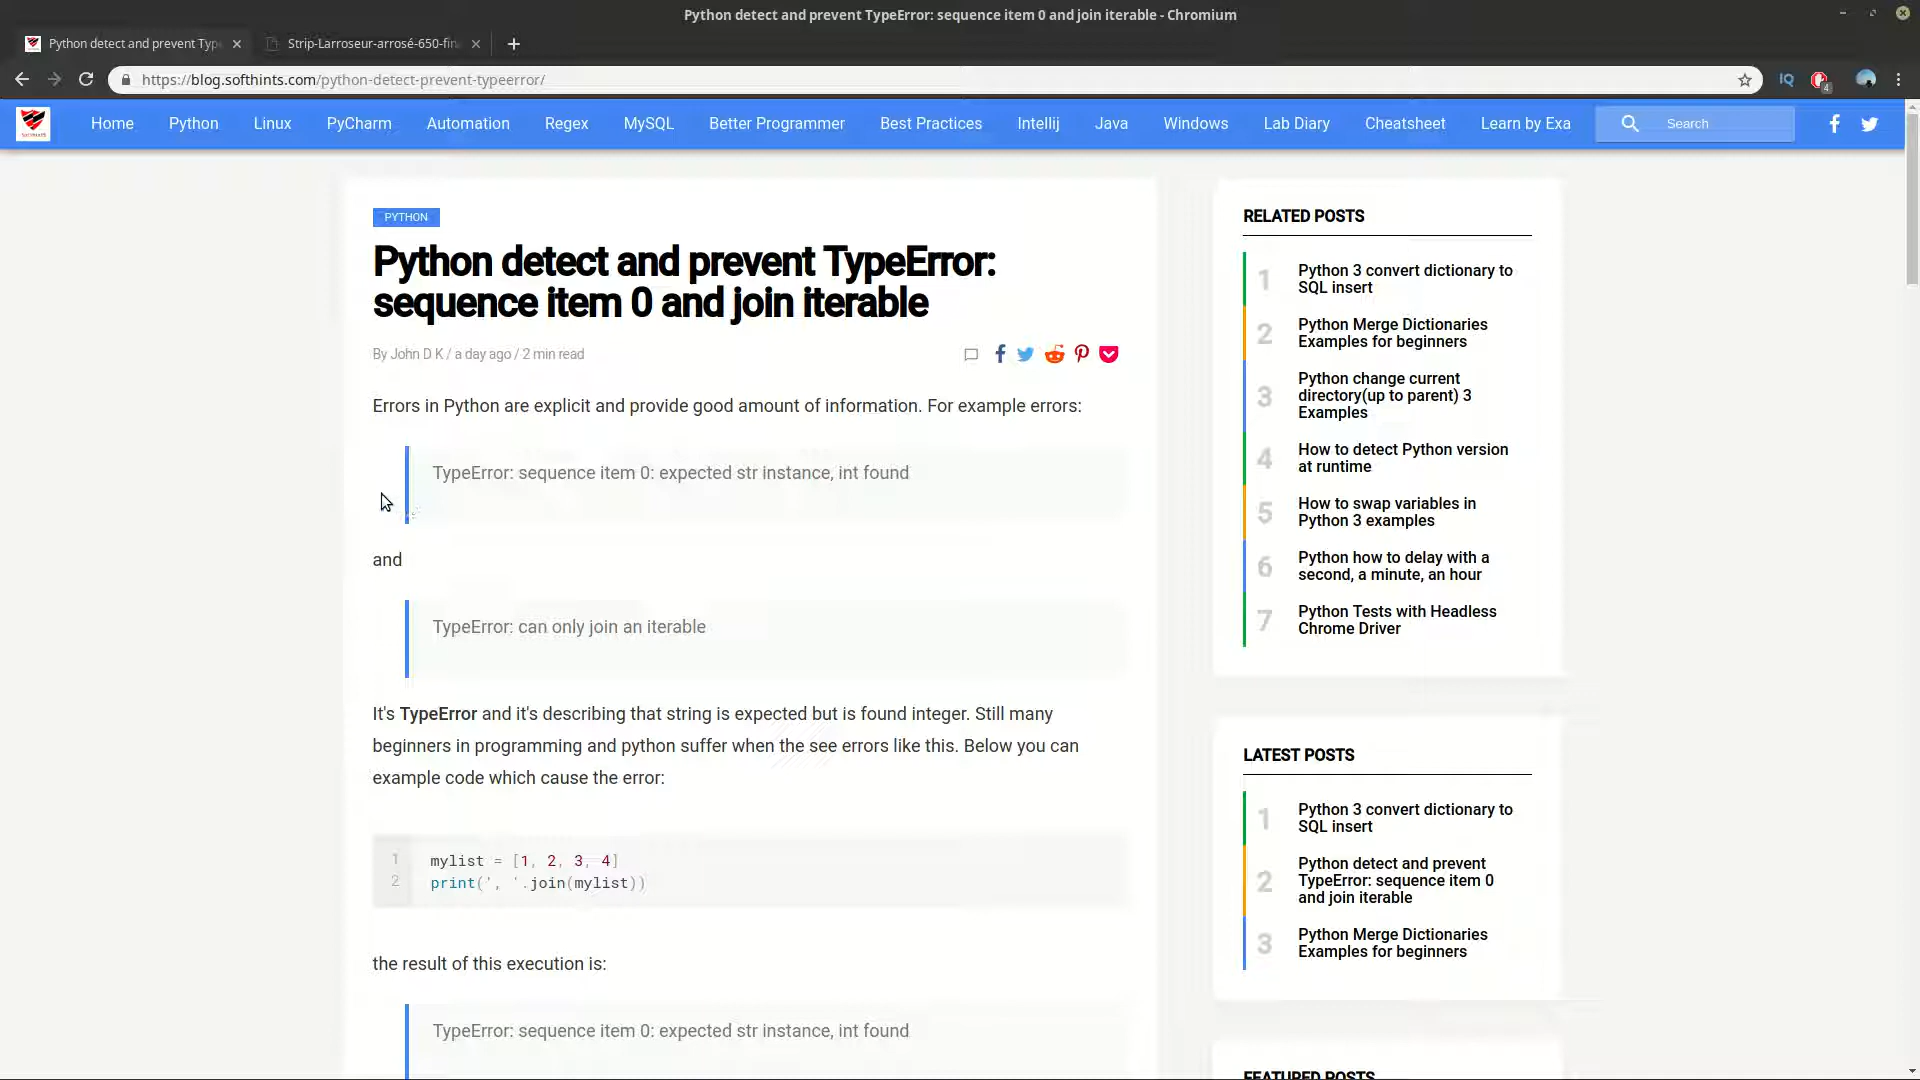 Python detect and prevent TypeError: sequence item 0 and join iterable - Chromium
Python detect and prevent Typ
Strip-Larroseur-arrosé-650-fin
https://blog.softhints.com/python-detect-prevent-typeerror/
IQ
4
Home Python Linux PyCharm Automation Regex MySQL Better Programmer Best Practices Intellij Java Windows Lab Diary Cheatsheet Learn by Exa Search
PYTHON
Python detect and prevent TypeError:
sequence item 0 and join iterable
By John D K / a day ago / 2 min read
Errors in Python are explicit and provide good amount of information. For example errors:
TypeError: sequence item 0: expected str instance, int found
and
TypeError: can only join an iterable
It's TypeError and it's describing that string is expected but is found integer. Still many
beginners in programming and python suffer when the see errors like this. Below you can
example code which cause the error:
1 mylist = [1, 2, 3, 4]
2 print(', '.join(mylist))
the result of this execution is:
TypeError: sequence item 0: expected str instance, int found
RELATED POSTS
1 Python 3 convert dictionary to
SQL insert
2 Python Merge Dictionaries
Examples for beginners
3 Python change current
directory(up to parent) 3
Examples
4 How to detect Python version
at runtime
5 How to swap variables in
Python 3 examples
6 Python how to delay with a
second, a minute, an hour
7 Python Tests with Headless
Chrome Driver
LATEST POSTS
1 Python 3 convert dictionary to
SQL insert
2 Python detect and prevent
TypeError: sequence item 0
and join iterable
3 Python Merge Dictionaries
Examples for beginners
FEATURED POSTS